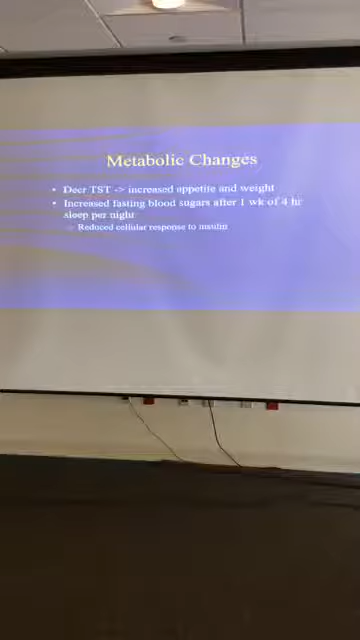 Metabolic Changes
• Decr TST -> increased appetite and weight
• Increased fasting blood sugars after 1 wk of 4 hr
sleep per night
Reduced cellular response to insulin